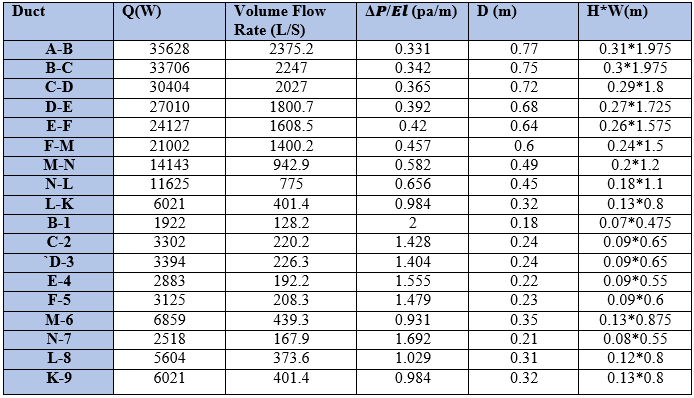 Duct Q(W) Volume Flow Rate (L/S) Δ𝑷/𝑬𝒍 (pa/m) D (m) H*W(m)
A-B 35628 2375.2 0.331 0.77 0.31*1.975
B-C 33706 2247 0.342 0.75 0.3*1.975
C-D 30404 2027 0.365 0.72 0.29*1.8
D-E 27010 1800.7 0.392 0.68 0.27*1.725
E-F 24127 1608.5 0.42 0.64 0.26*1.575
F-M 21002 1400.2 0.457 0.6 0.24*1.5
M-N 14143 942.9 0.582 0.49 0.2*1.2
N-L 11625 775 0.656 0.45 0.18*1.1
L-K 6021 401.4 0.984 0.32 0.13*0.8
B-1 1922 128.2 2 0.18 0.07*0.475
C-2 3302 220.2 1.428 0.24 0.09*0.65
`D-3 3394 226.3 1.404 0.24 0.09*0.65
E-4 2883 192.2 1.555 0.22 0.09*0.55
F-5 3125 208.3 1.479 0.23 0.09*0.6
M-6 6859 439.3 0.931 0.35 0.13*0.875
N-7 2518 167.9 1.692 0.21 0.08*0.55
L-8 5604 373.6 1.029 0.31 0.12*0.8
K-9 6021 401.4 0.984 0.32 0.13*0.8